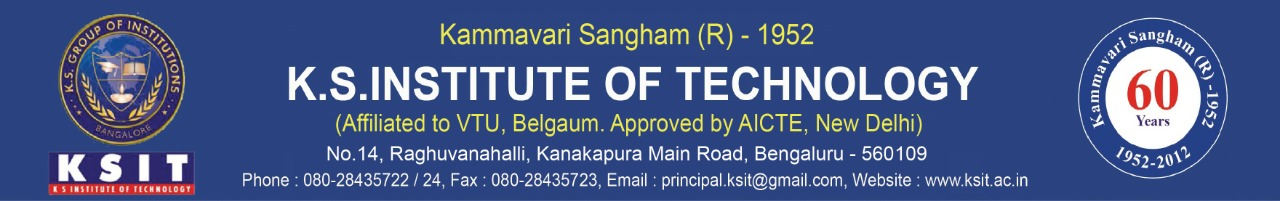 K.S. GROUP OF INSTITUTIONS
BANGALORE
KSIT
K S INSTITUTE OF TECHNOLOGY
Kammavari Sangham (R) - 1952
K.S.INSTITUTE OF TECHNOLOGY
(Affiliated to VTU, Belgaum. Approved by AICTE, New Delhi)
No.14, Raghuvanahalli, Kanakapura Main Road, Bengaluru - 560109
Phone : 080-28435722 / 24, Fax : 080-28435723, Email : principal.ksit@gmail.com, Website : www.ksit.ac.in
Kammavari Sangham (R) -1952
60
Years
1952-2012